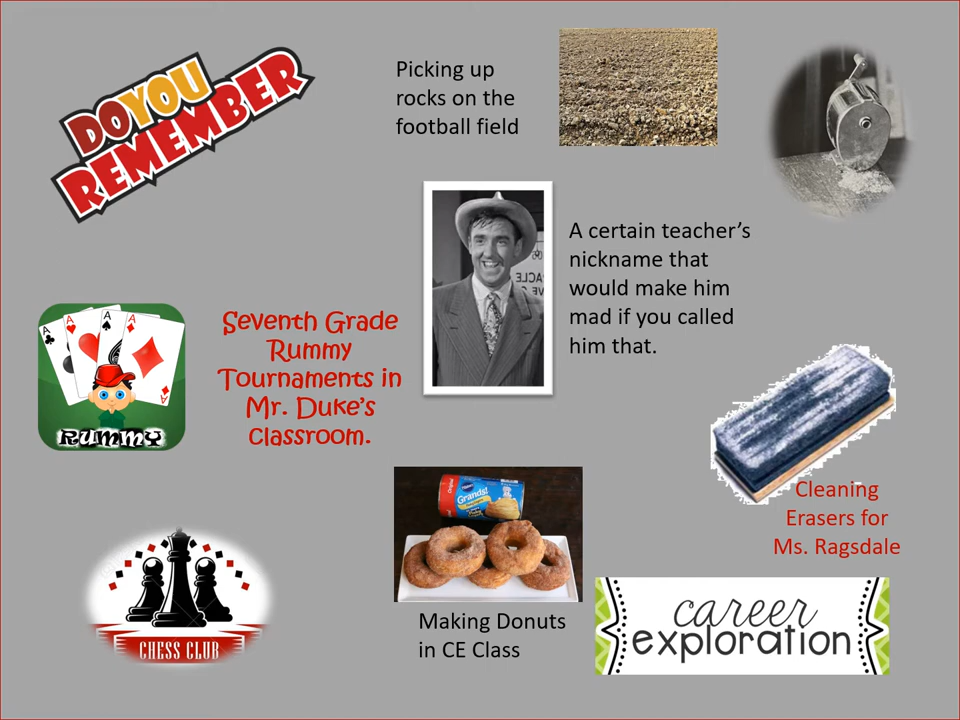 DO YOU
REMEMBER
Picking up
rocks on the
football field
A certain teacher's
nickname that
would make him
mad if you called
him that.
A
A
A
A
RUMMY
Seventh Grade
Rummy
Tournaments in
Mr. Duke's
classroom.
Cleaning
Erasers for
Ms. Ragsdale
Grands!
Making Donuts
in CE Class
CHESS CLUB
career
exploration